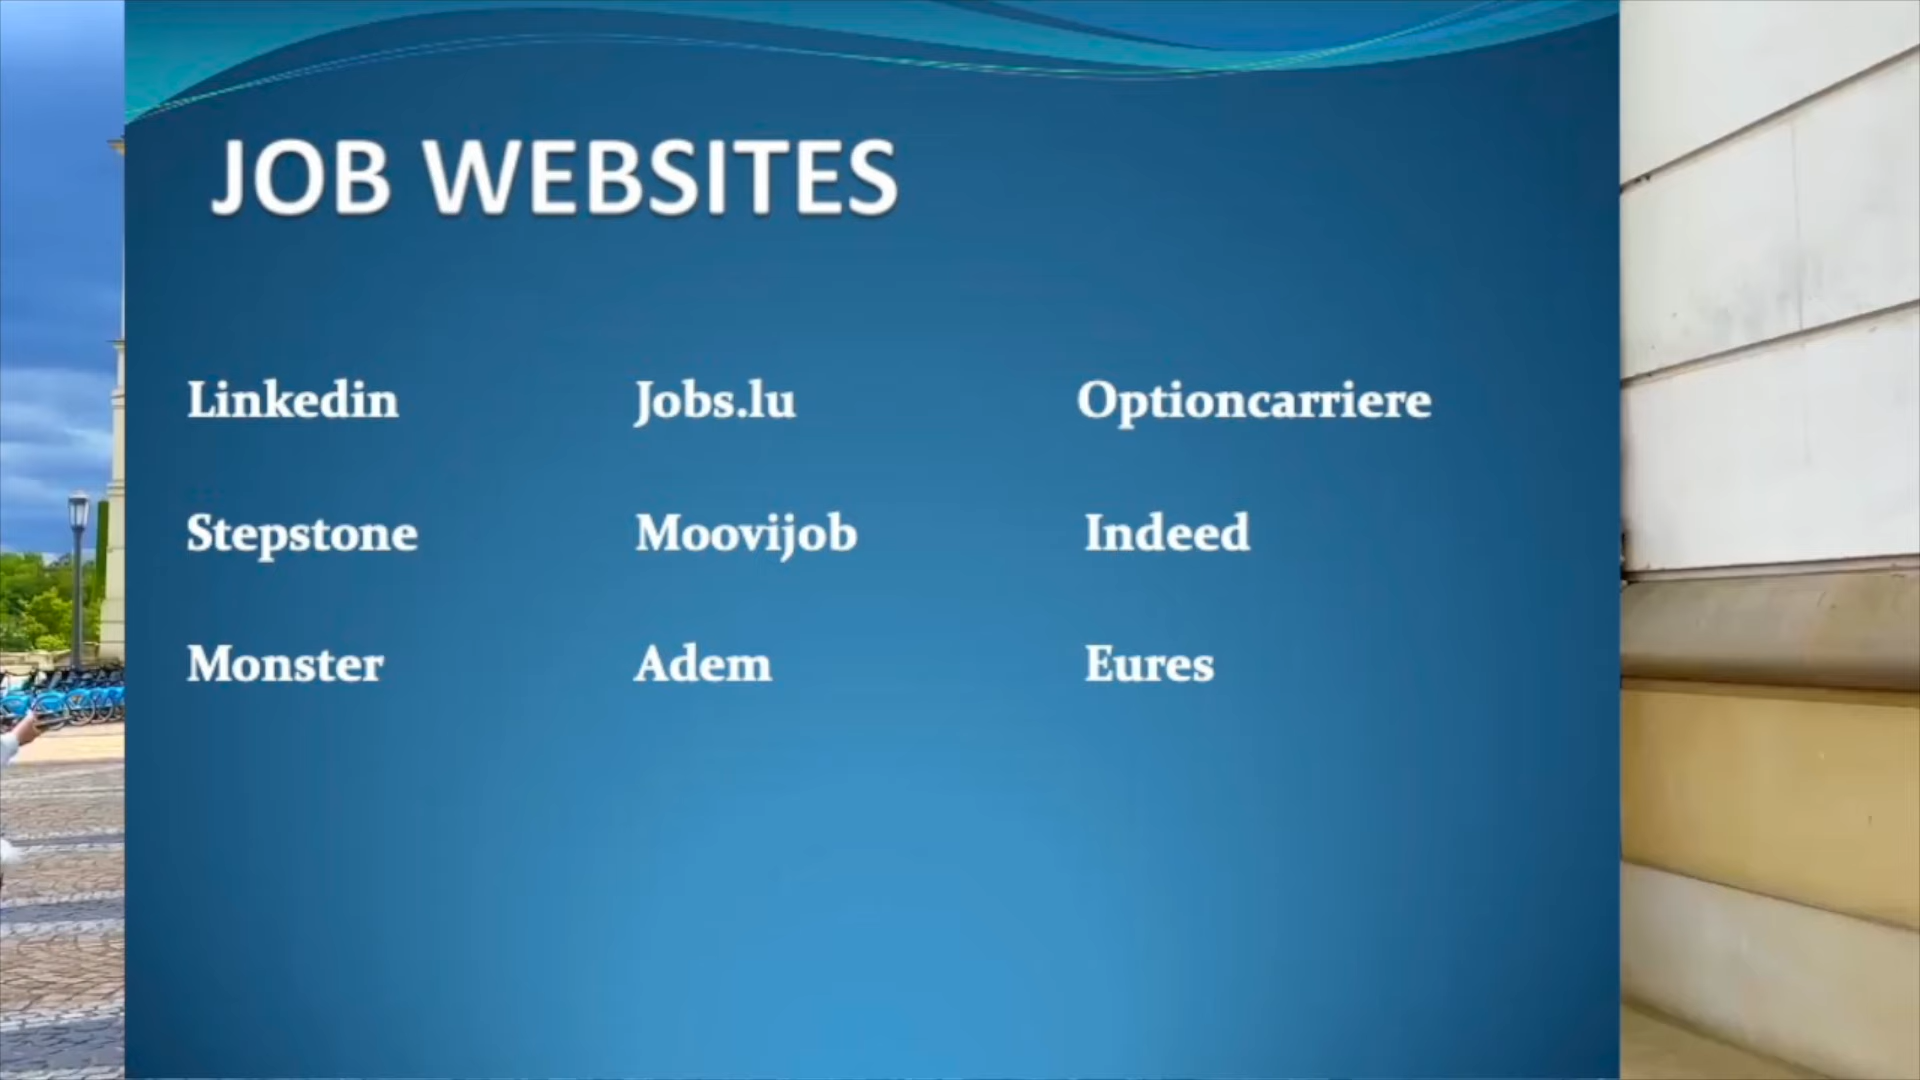 JOB WEBSITES
Linkedin Jobs.lu Optioncarriere
Stepstone Moovijob Indeed
Monster Adem Eures